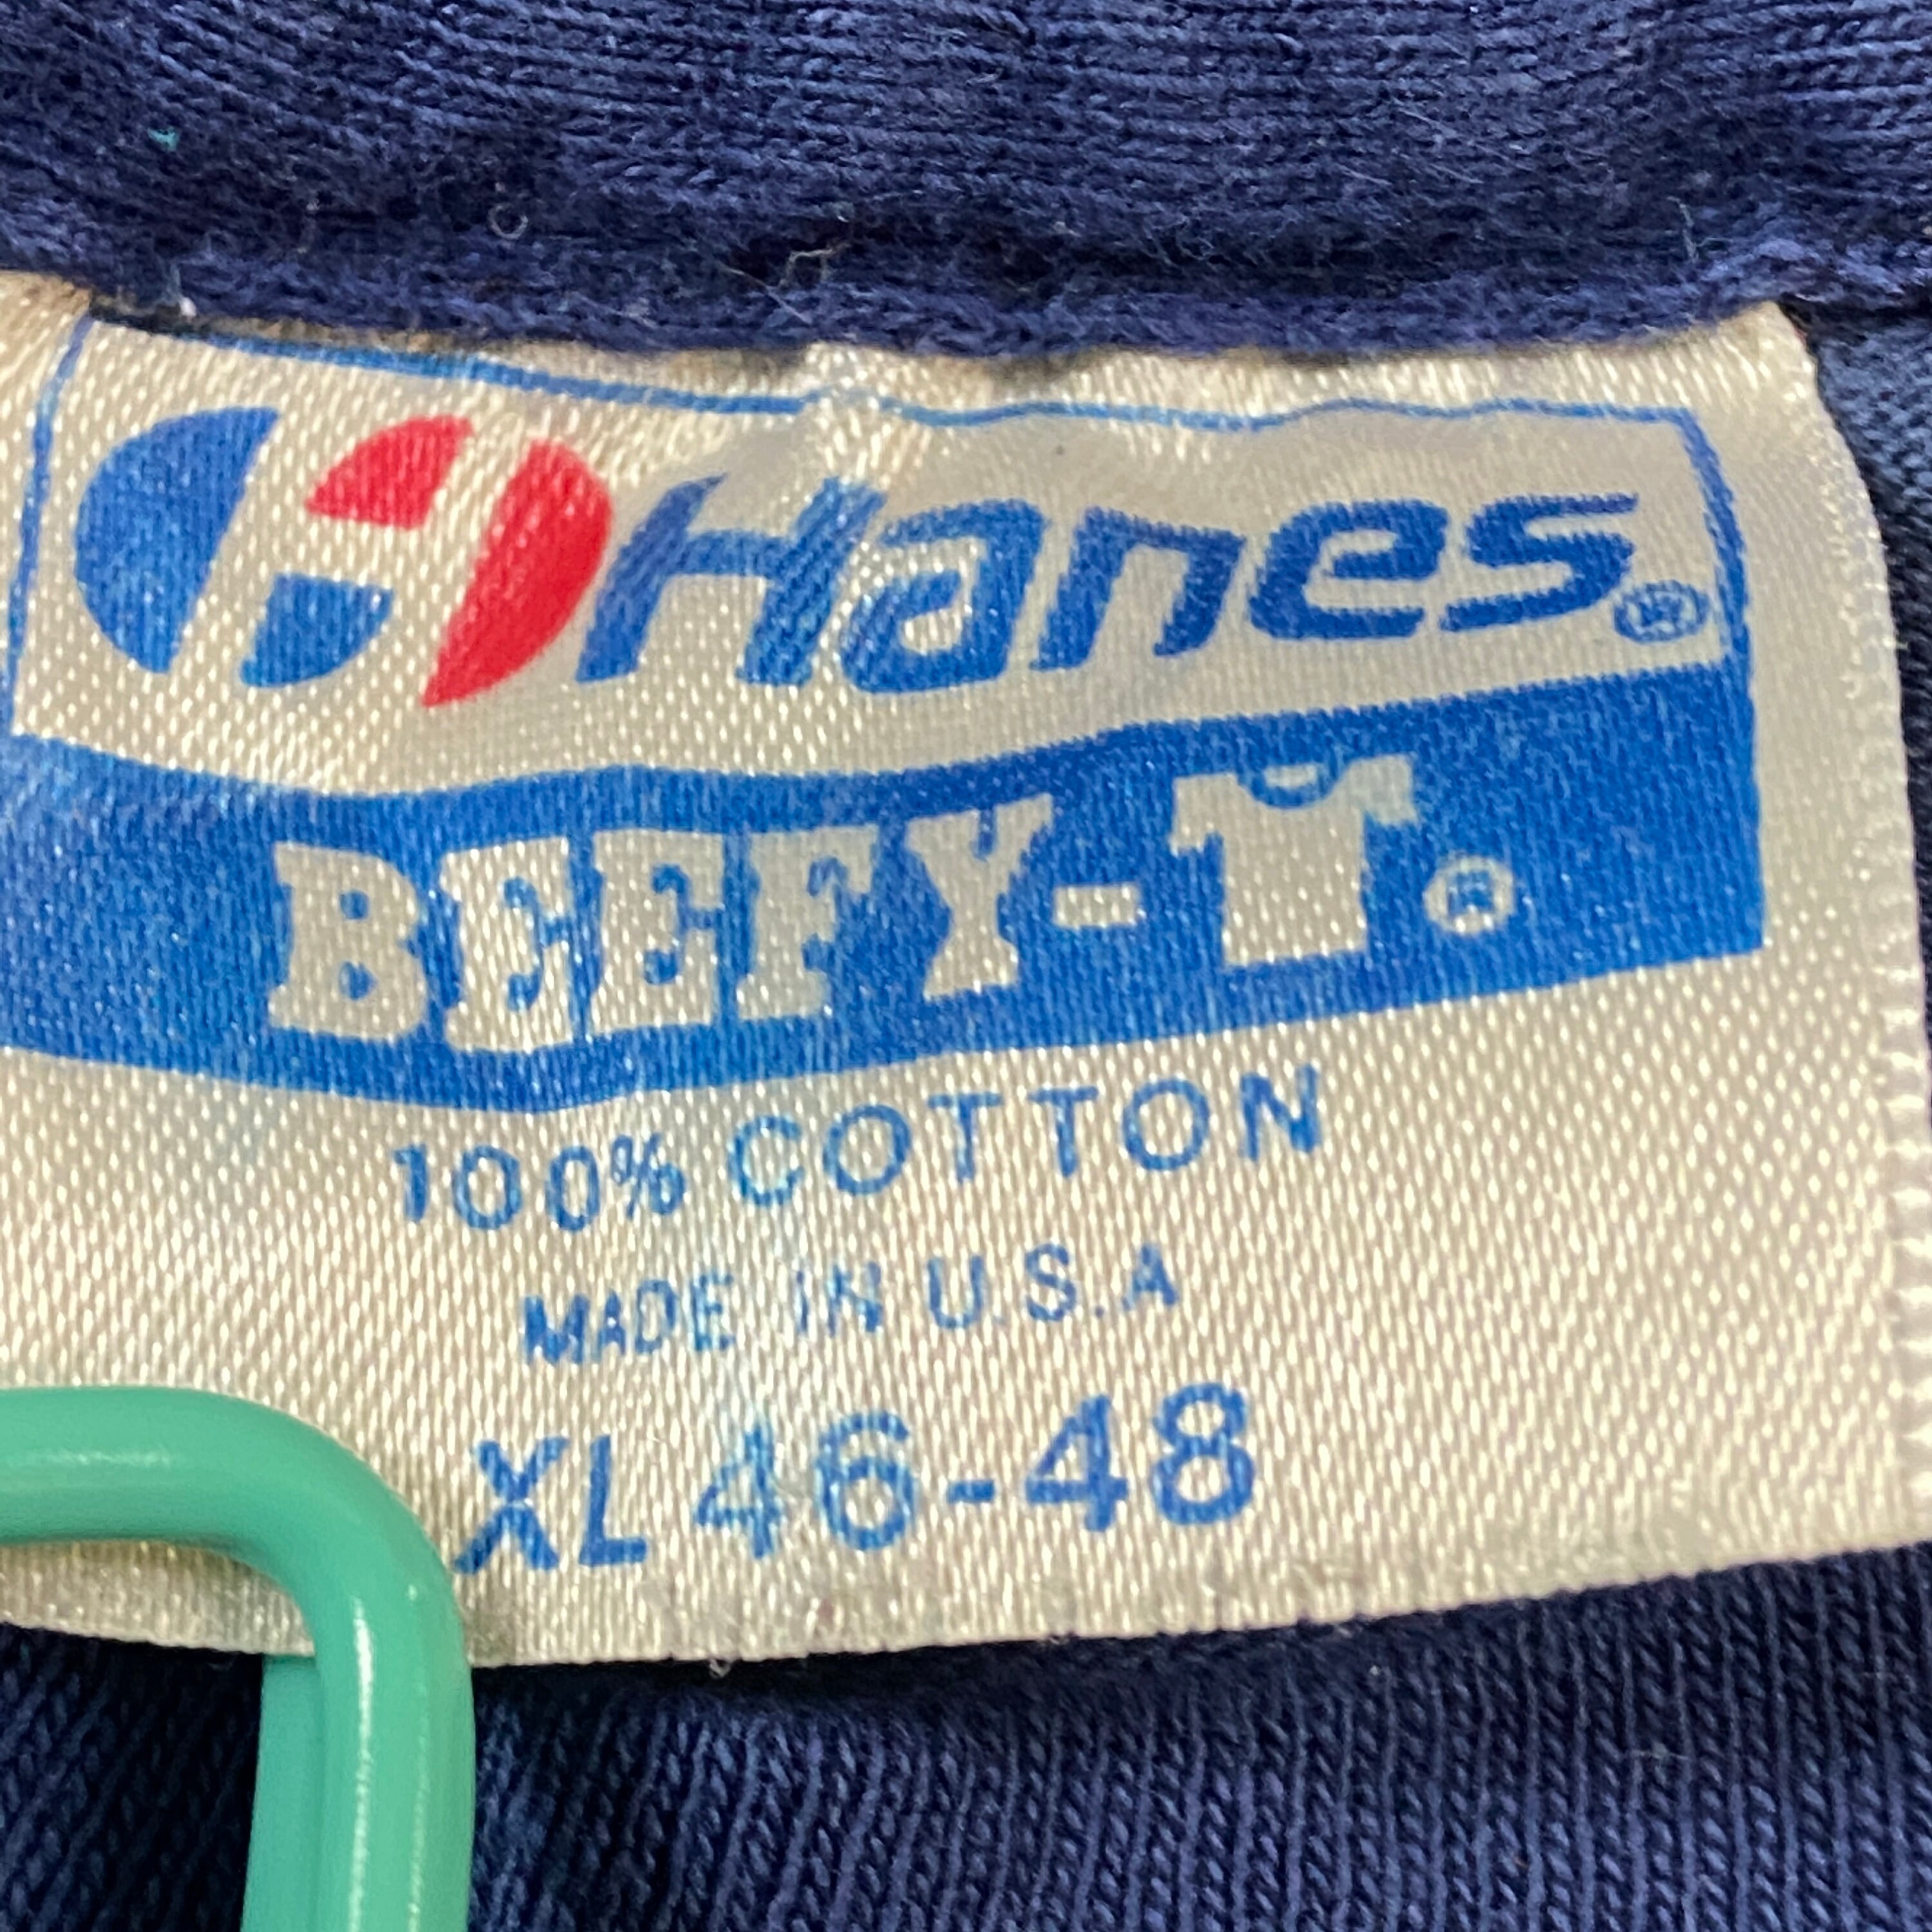 Hanes®
BEEFY-T®
100% COTTON
MADE IN U.S.A
XL 46-48